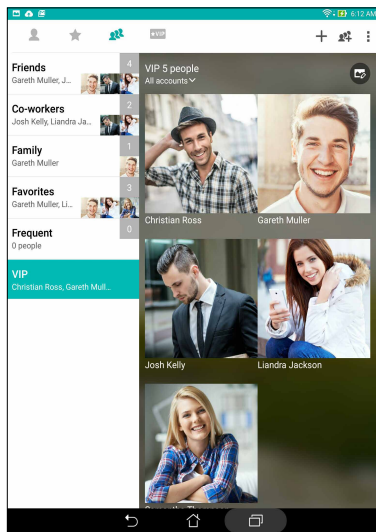 6:12 AM
VIP
Friends
4
Gareth Muller, J...
Co-workers
2
Josh Kelly, Liandra Ja...
Family
1
Gareth Muller
Favorites
3
Gareth Muller, Li...
Frequent
0
0 people
VIP
Christian Ross, Gareth Mull...
VIP 5 people
All accounts
Christian Ross
Gareth Muller
Josh Kelly
Liandra Jackson